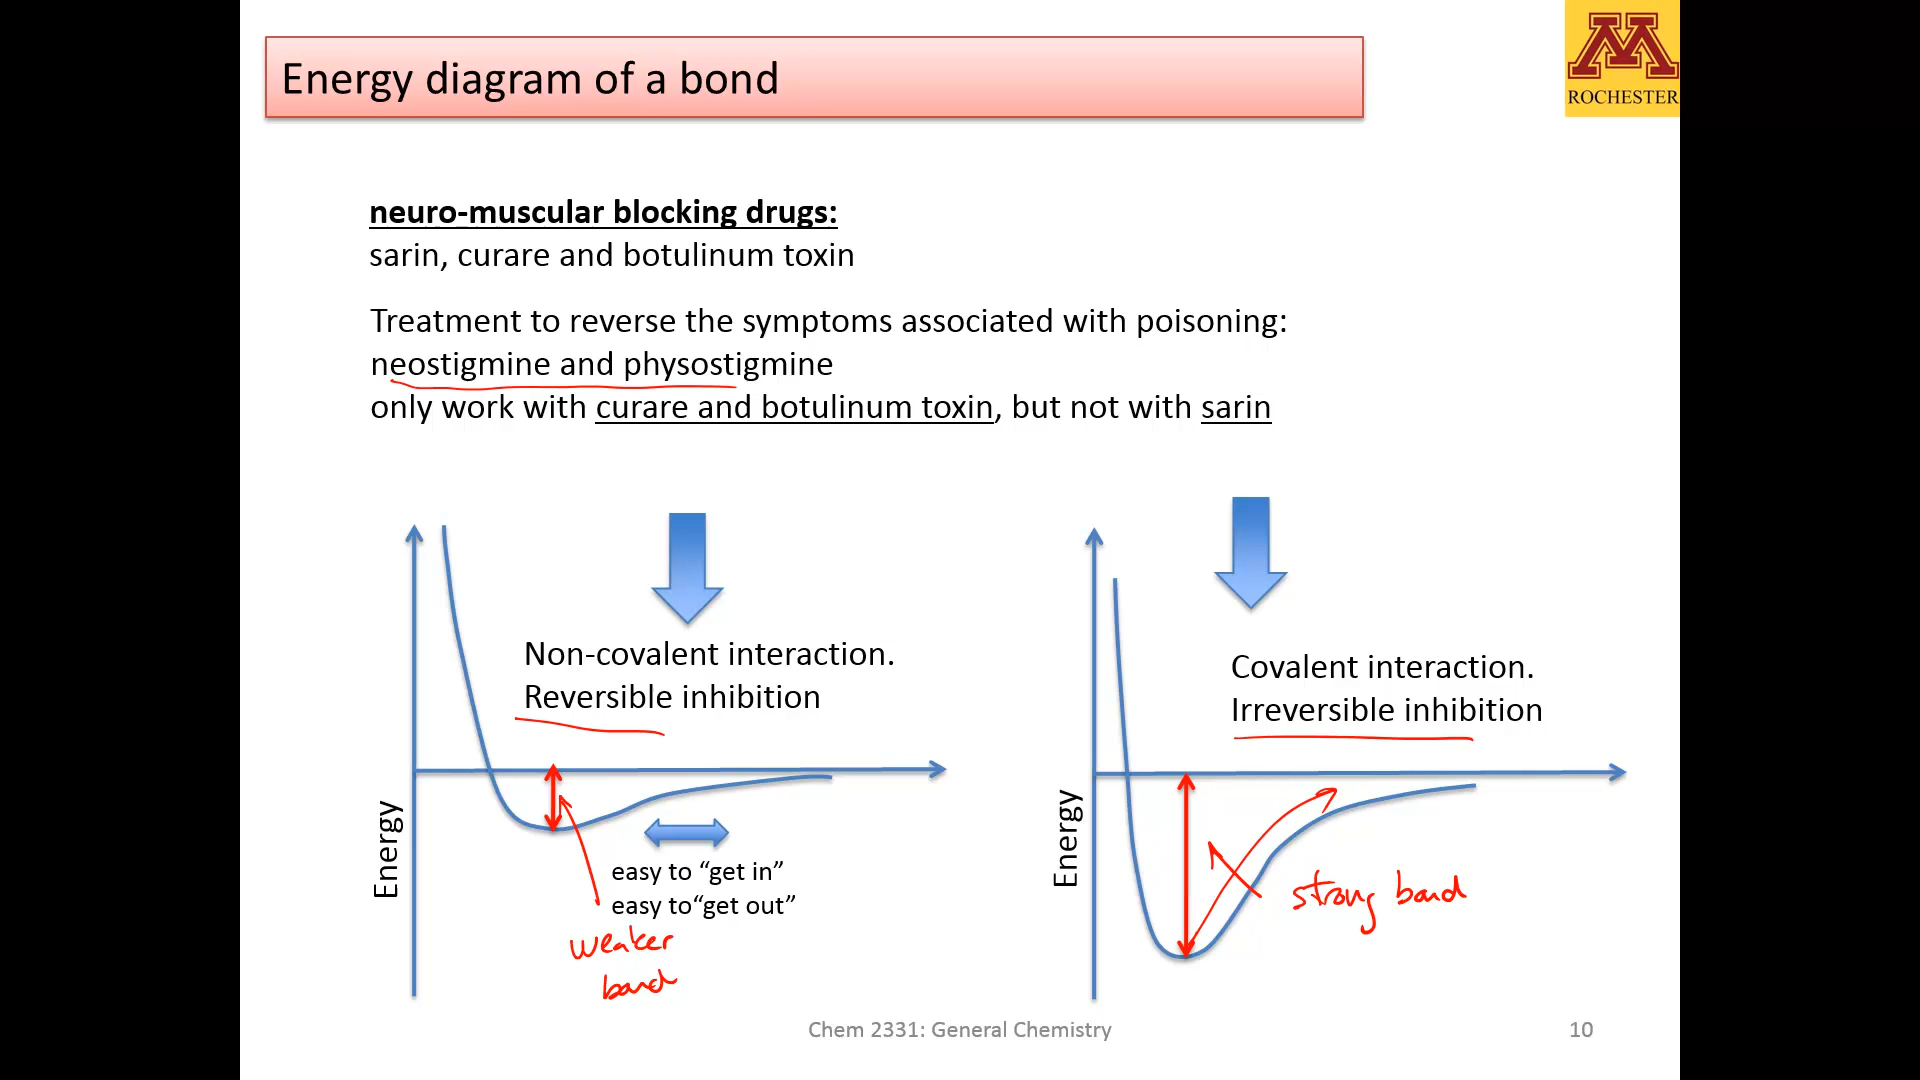 Energy diagram of a bond
M
ROCHESTER
neuro-muscular blocking drugs:
sarin, curare and botulinum toxin
Treatment to reverse the symptoms associated with poisoning:
neostigmine and physostigmine
only work with curare and botulinum toxin, but not with sarin
Non-covalent interaction.
Reversible inhibition
Energy
easy to “get in”
easy to“get out”
weaker
bond
Covalent interaction.
Irreversible inhibition
Energy
strong bond
Chem 2331: General Chemistry
10